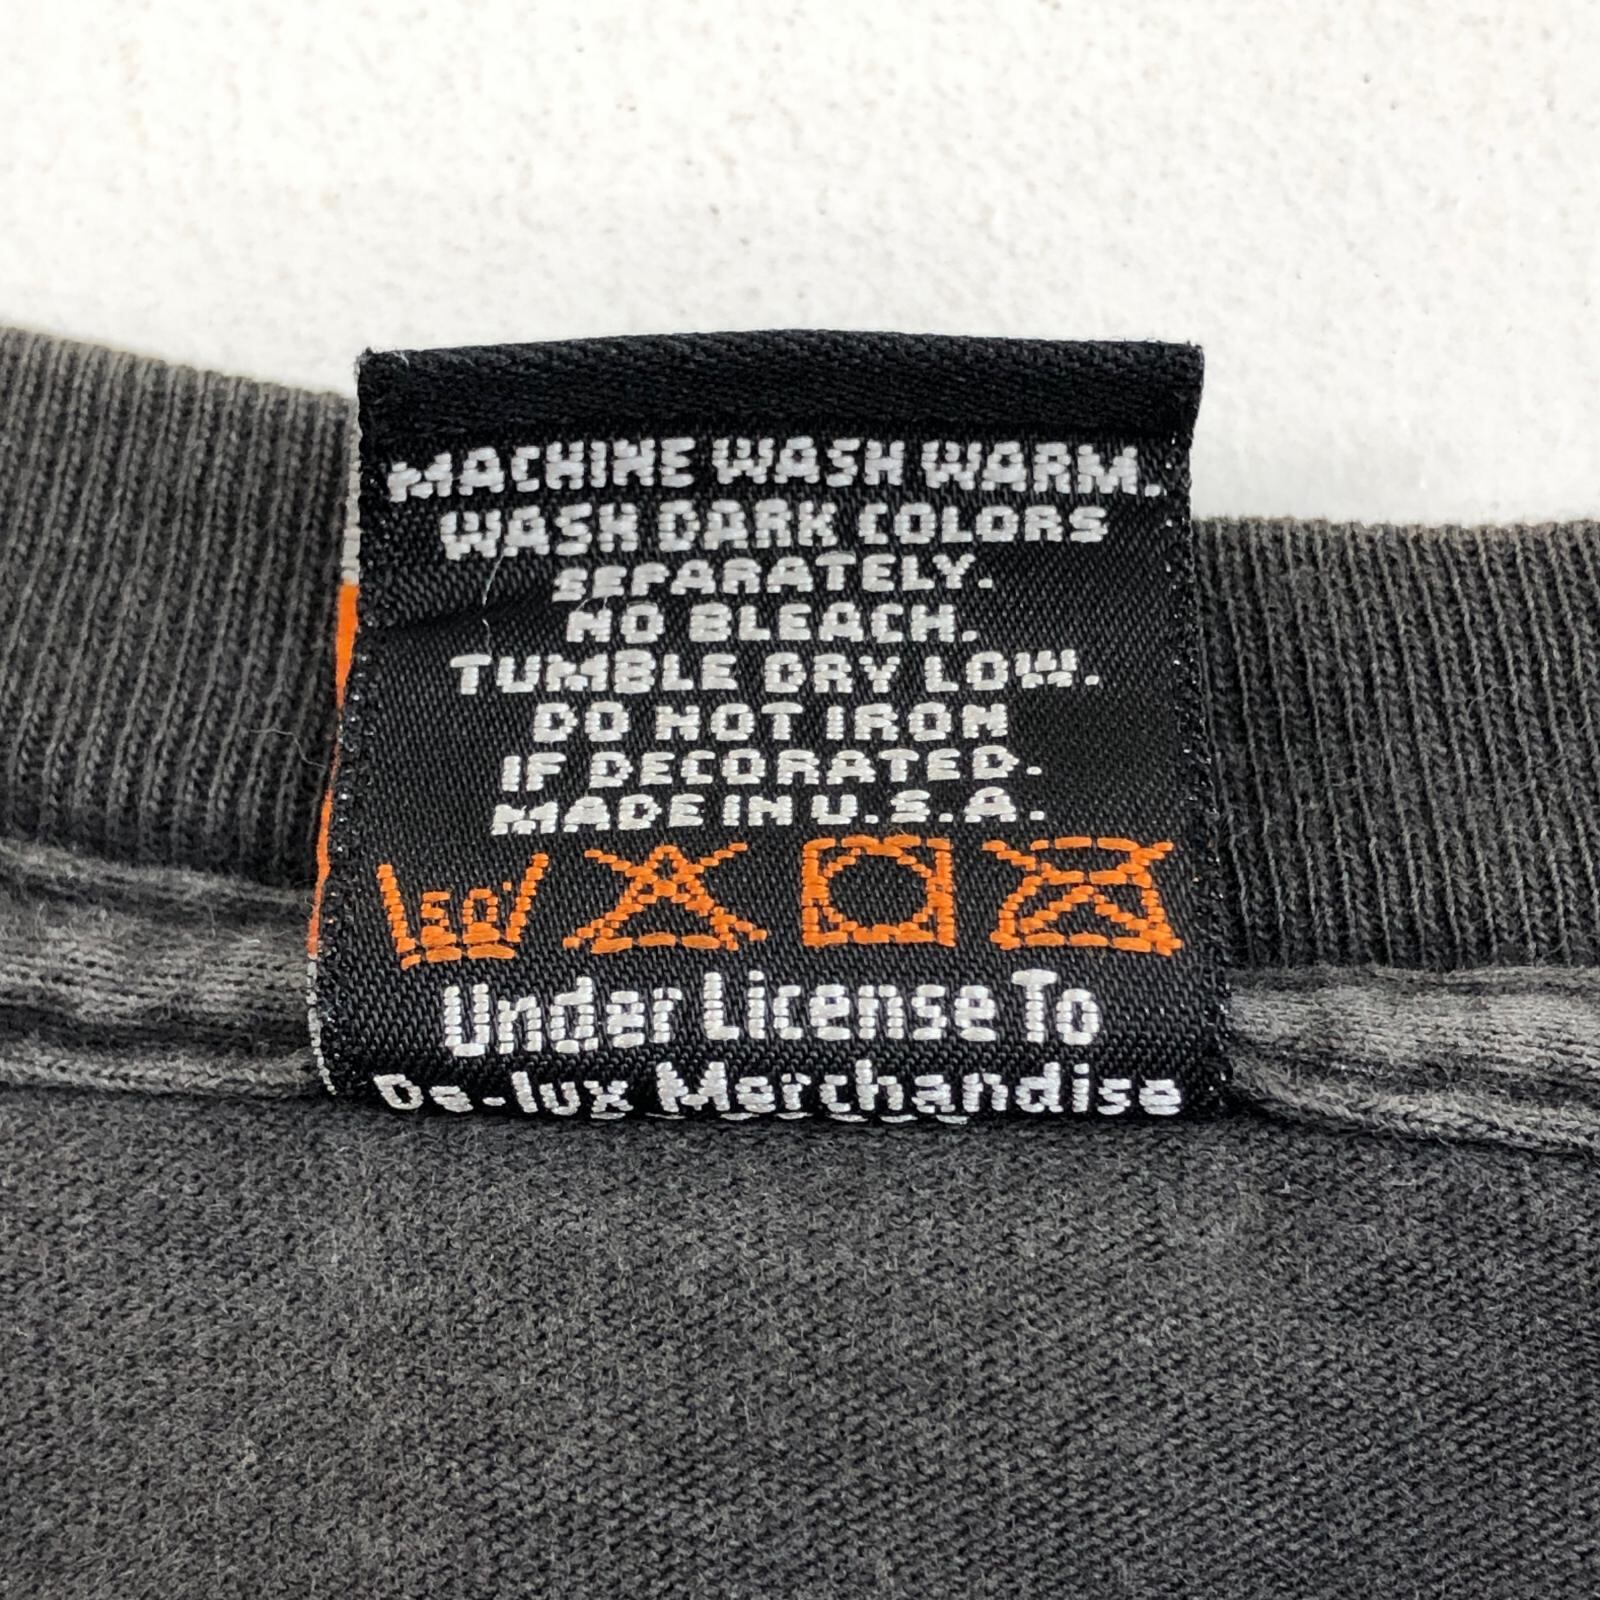 MACHINE WASH WARM.
WASH DARK COLORS
SEPARATELY.
NO BLEACH.
TUMBLE DRY LOW.
DO NOT IRON
IF DECORATED.
MADE IN U.S.A.
50°
Under License To
De-lux Merchandise